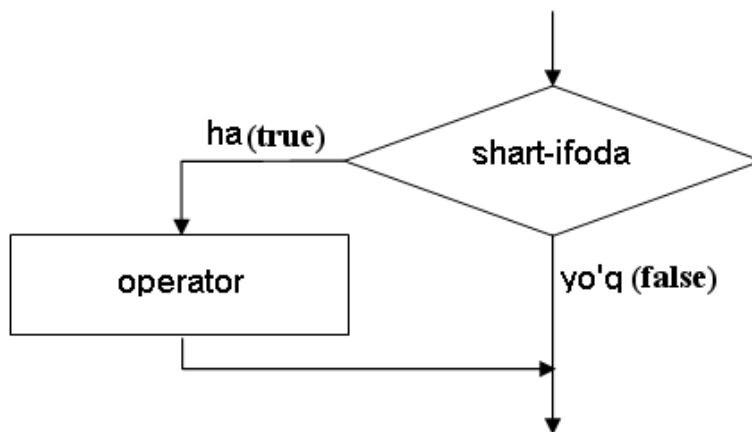 ha (true)
shart-ifoda
operator
yo'q (false)